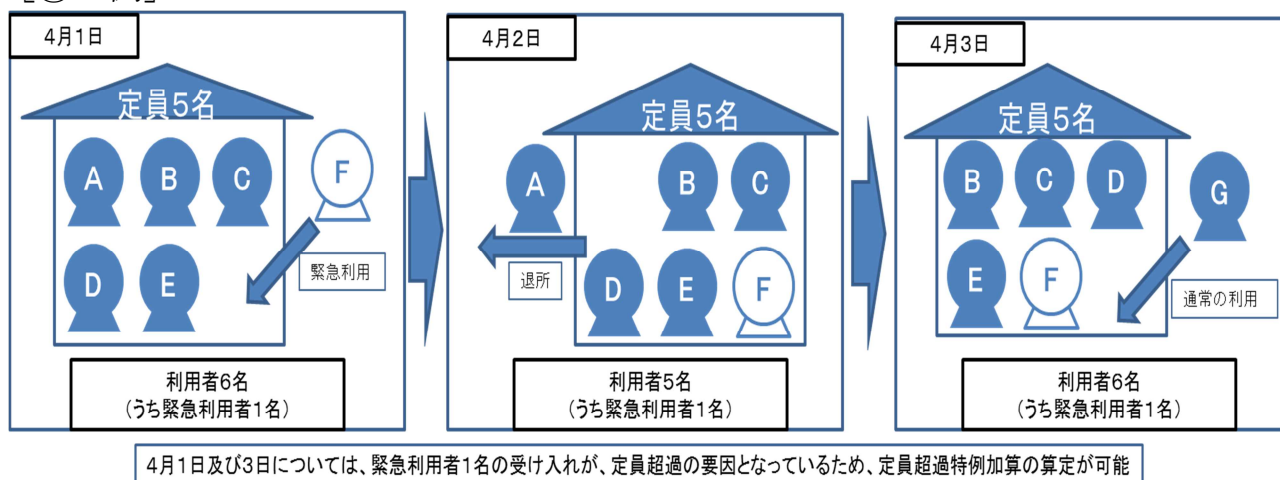 4月1日
定員5名
A B C F
D E
緊急利用
利用者6名
(うち緊急利用者1名)
4月2日
定員5名
A B C
退所
D E F
利用者5名
(うち緊急利用者1名)
4月3日
定員5名
B C D G
E F
通常の利用
利用者6名
(うち緊急利用者1名)
4月1日及び3日については、緊急利用者1名の受け入れが、定員超過の要因となっているため、定員超過特例加算の算定が可能